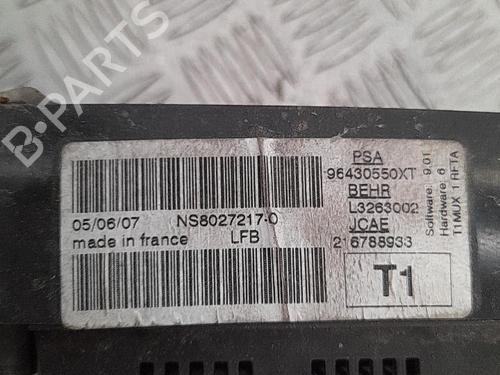 B-PARTS
PSA
96430550XT
BEHR
L3263002
JCAE
216788933
T1
Software: 9.01
Hardware: 6
T1MUX 1 RFTA
05/06/07 NS8027217-0
made in france LFB